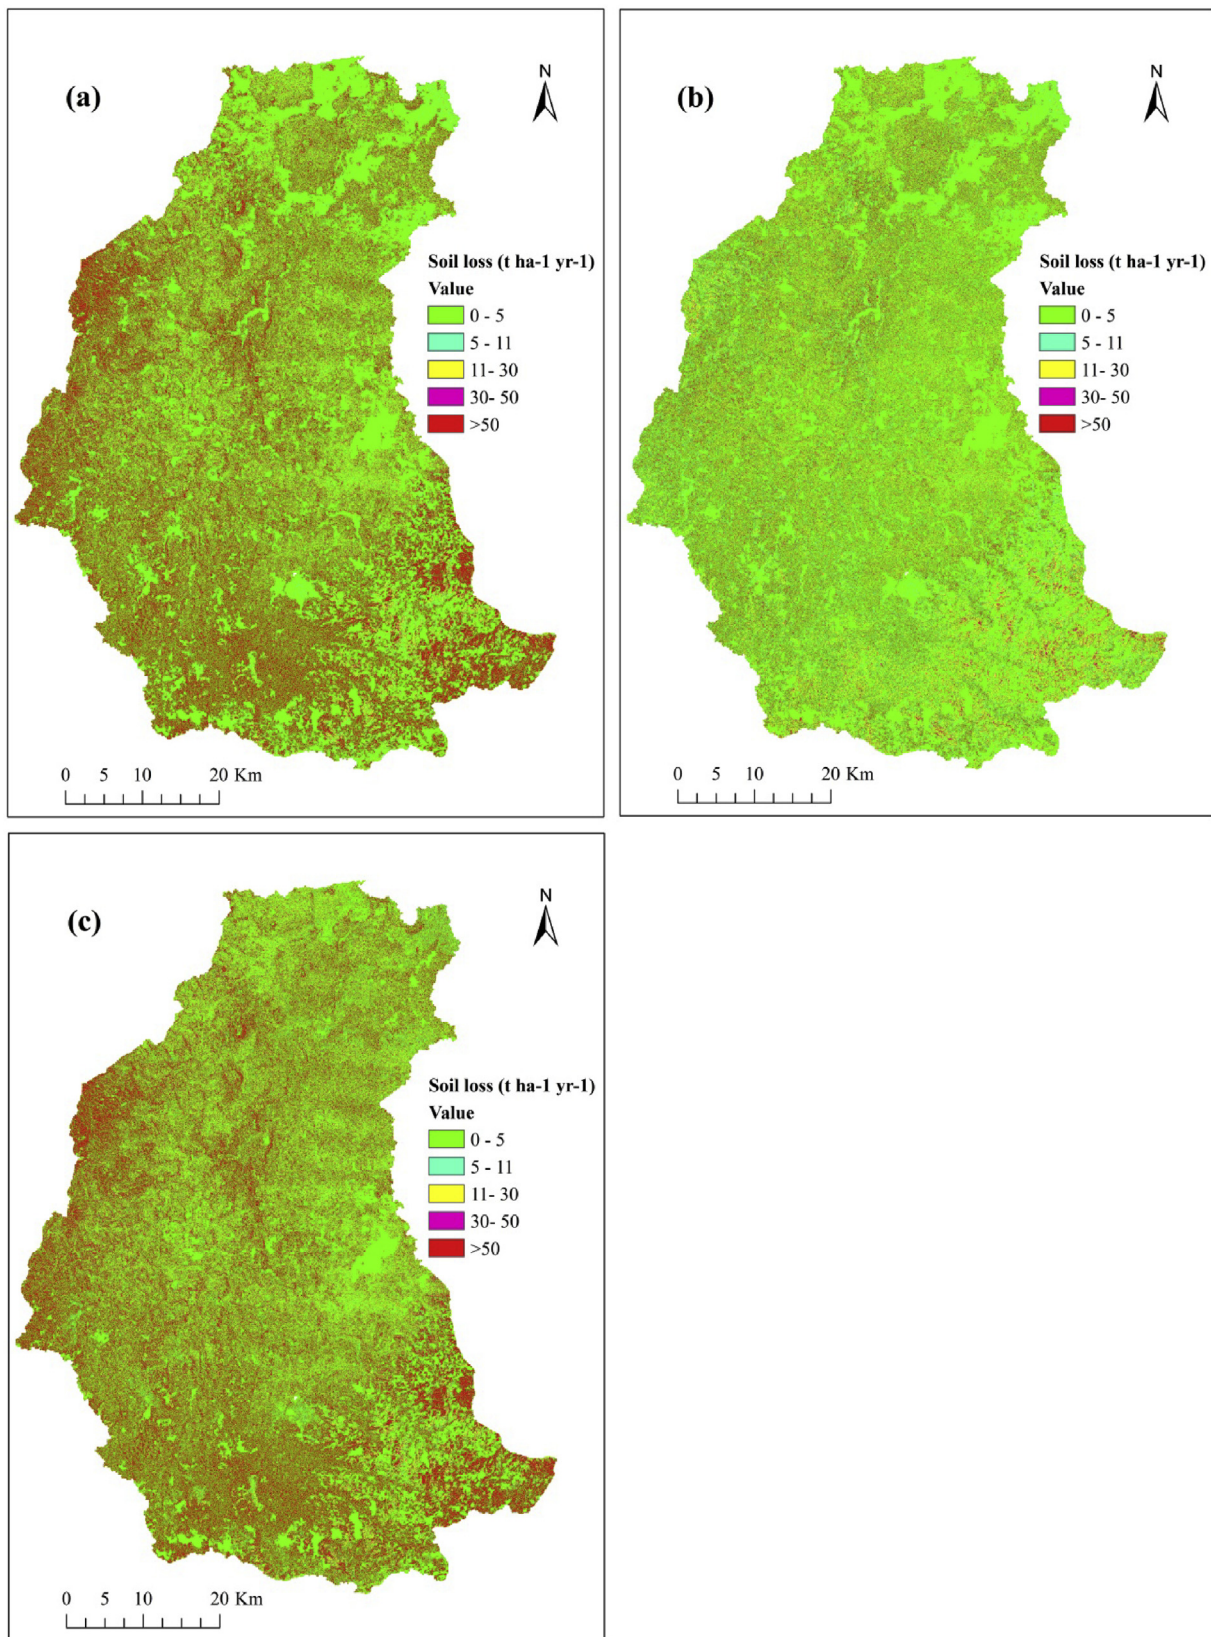 (a)
N
Soil loss (t ha-1 yr-1)
Value
0 - 5
5 - 11
11- 30
30- 50
>50
0 5 10 20 Km
(b)
N
Soil loss (t ha-1 yr-1)
Value
0 - 5
5 - 11
11- 30
30- 50
>50
0 5 10 20 Km
(c)
N
Soil loss (t ha-1 yr-1)
Value
0 - 5
5 - 11
11- 30
30- 50
>50
0 5 10 20 Km